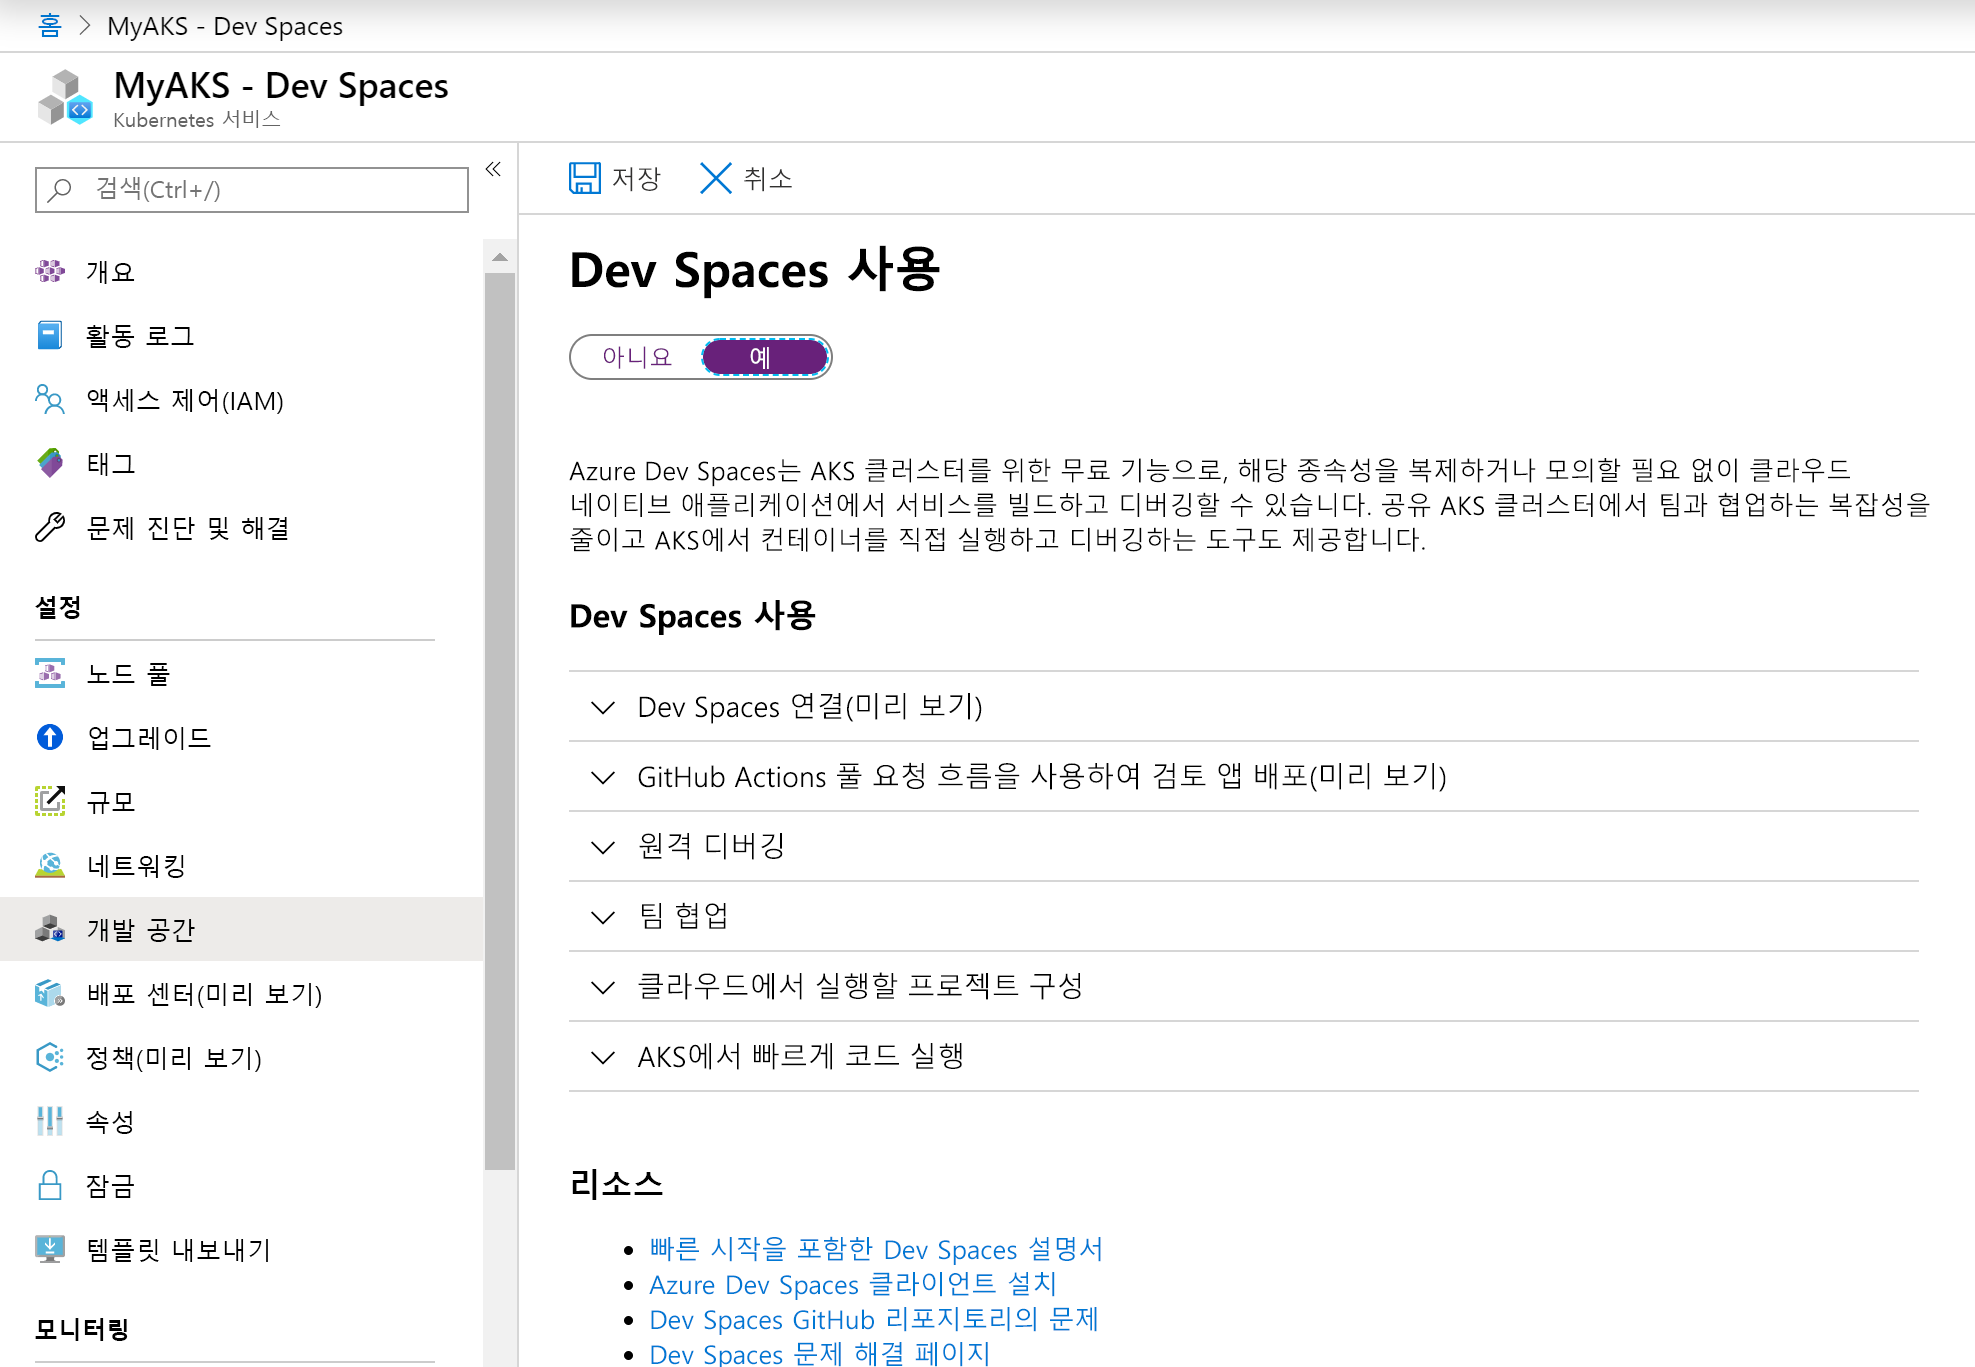 홈 > MyAKS - Dev Spaces
MyAKS - Dev Spaces
Kubernetes 서비스
검색(Ctrl+/)
«
개요
활동 로그
액세스 제어(IAM)
태그
문제 진단 및 해결
설정
노드 풀
업그레이드
규모
네트워킹
개발 공간
배포 센터(미리 보기)
정책(미리 보기)
속성
잠금
템플릿 내보내기
모니터링
저장 취소
Dev Spaces 사용
아니요 예
Azure Dev Spaces는 AKS 클러스터를 위한 무료 기능으로, 해당 종속성을 복제하거나 모의할 필요 없이 클라우드
네이티브 애플리케이션에서 서비스를 빌드하고 디버깅할 수 있습니다. 공유 AKS 클러스터에서 팀과 협업하는 복잡성을
줄이고 AKS에서 컨테이너를 직접 실행하고 디버깅하는 도구도 제공합니다.
Dev Spaces 사용
Dev Spaces 연결(미리 보기)
GitHub Actions 풀 요청 흐름을 사용하여 검토 앱 배포(미리 보기)
원격 디버깅
팀 협업
클라우드에서 실행할 프로젝트 구성
AKS에서 빠르게 코드 실행
리소스
• 빠른 시작을 포함한 Dev Spaces 설명서
• Azure Dev Spaces 클라이언트 설치
• Dev Spaces GitHub 리포지토리의 문제
• Dev Spaces 문제 해결 페이지